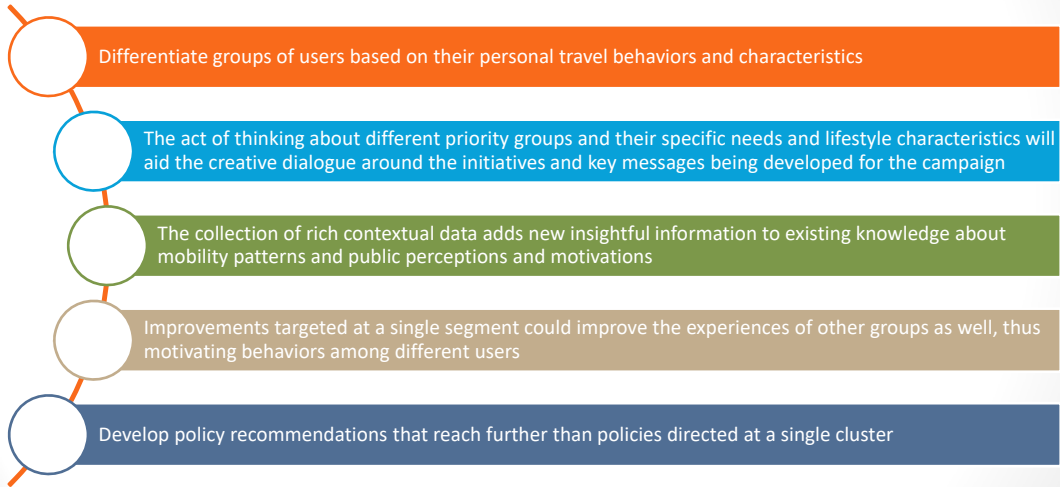 Differentiate groups of users based on their personal travel behaviors and characteristics
The act of thinking about different priority groups and their specific needs and lifestyle characteristics will
aid the creative dialogue around the initiatives and key messages being developed for the campaign
The collection of rich contextual data adds new insightful information to existing knowledge about
mobility patterns and public perceptions and motivations
Improvements targeted at a single segment could improve the experiences of other groups as well, thus
motivating behaviors among different users
Develop policy recommendations that reach further than policies directed at a single cluster